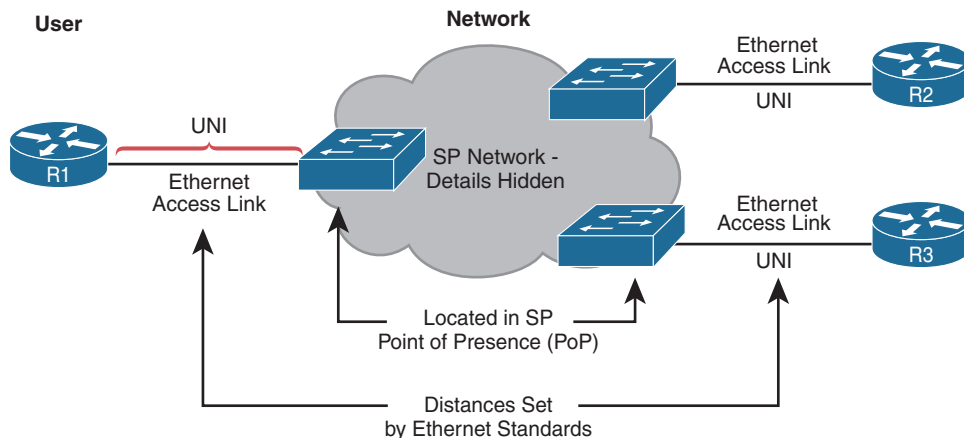 User
Network
UNI
R1
Ethernet
Access Link
SP Network -
Details Hidden
Ethernet
Access Link
UNI
R2
Ethernet
Access Link
UNI
R3
Located in SP
Point of Presence (PoP)
Distances Set
by Ethernet Standards